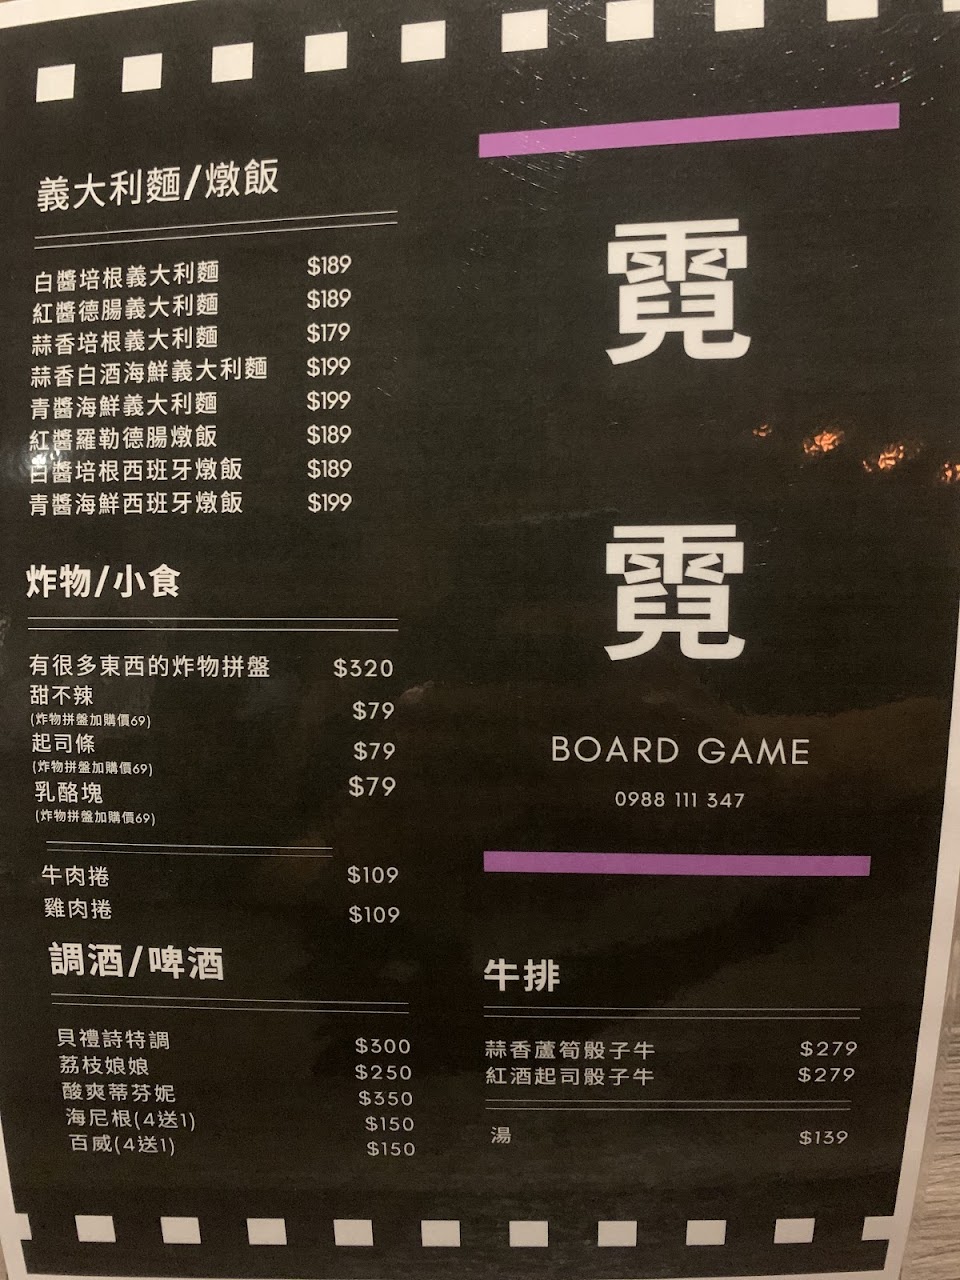 義大利麵/燉飯
白醬培根義大利麵 $189
紅醬德腸義大利麵 $189
蒜香培根義大利麵 $179
蒜香白酒海鮮義大利麵 $199
青醬海鮮義大利麵 $199
紅醬羅勒德腸燉飯 $189
白醬培根西班牙燉飯 $189
青醬海鮮西班牙燉飯 $199
炸物/小食
有很多東西的炸物拼盤 $320
甜不辣 $79
(炸物拼盤加購價69)
起司條 $79
(炸物拼盤加購價69)
乳酪塊 $79
(炸物拼盤加購價69)
牛肉捲 $109
雞肉捲 $109
調酒/啤酒
貝禮詩特調 $300
荔枝娘娘 $250
酸爽蒂芬妮 $350
海尼根(4送1) $150
百威(4送1) $150
霓
霓
BOARD GAME
0988 111 347
牛排
蒜香蘆筍骰子牛 $279
紅酒起司骰子牛 $279
湯 $139